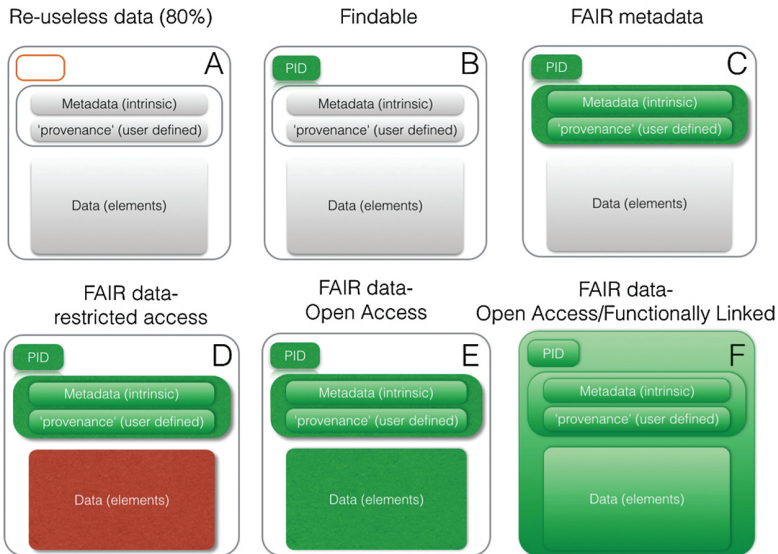 Re-useless data (80%)
A
Metadata (intrinsic)
'provenance' (user defined)
Data (elements)
Findable
PID
B
Metadata (intrinsic)
'provenance' (user defined)
Data (elements)
FAIR metadata
PID
C
Metadata (intrinsic)
'provenance' (user defined)
Data (elements)
FAIR data-
restricted access
PID
D
Metadata (intrinsic)
'provenance' (user defined)
Data (elements)
FAIR data-
Open Access
PID
E
Metadata (intrinsic)
'provenance' (user defined)
Data (elements)
FAIR data-
Open Access/Functionally Linked
PID
F
Metadata (intrinsic)
'provenance' (user defined)
Data (elements)